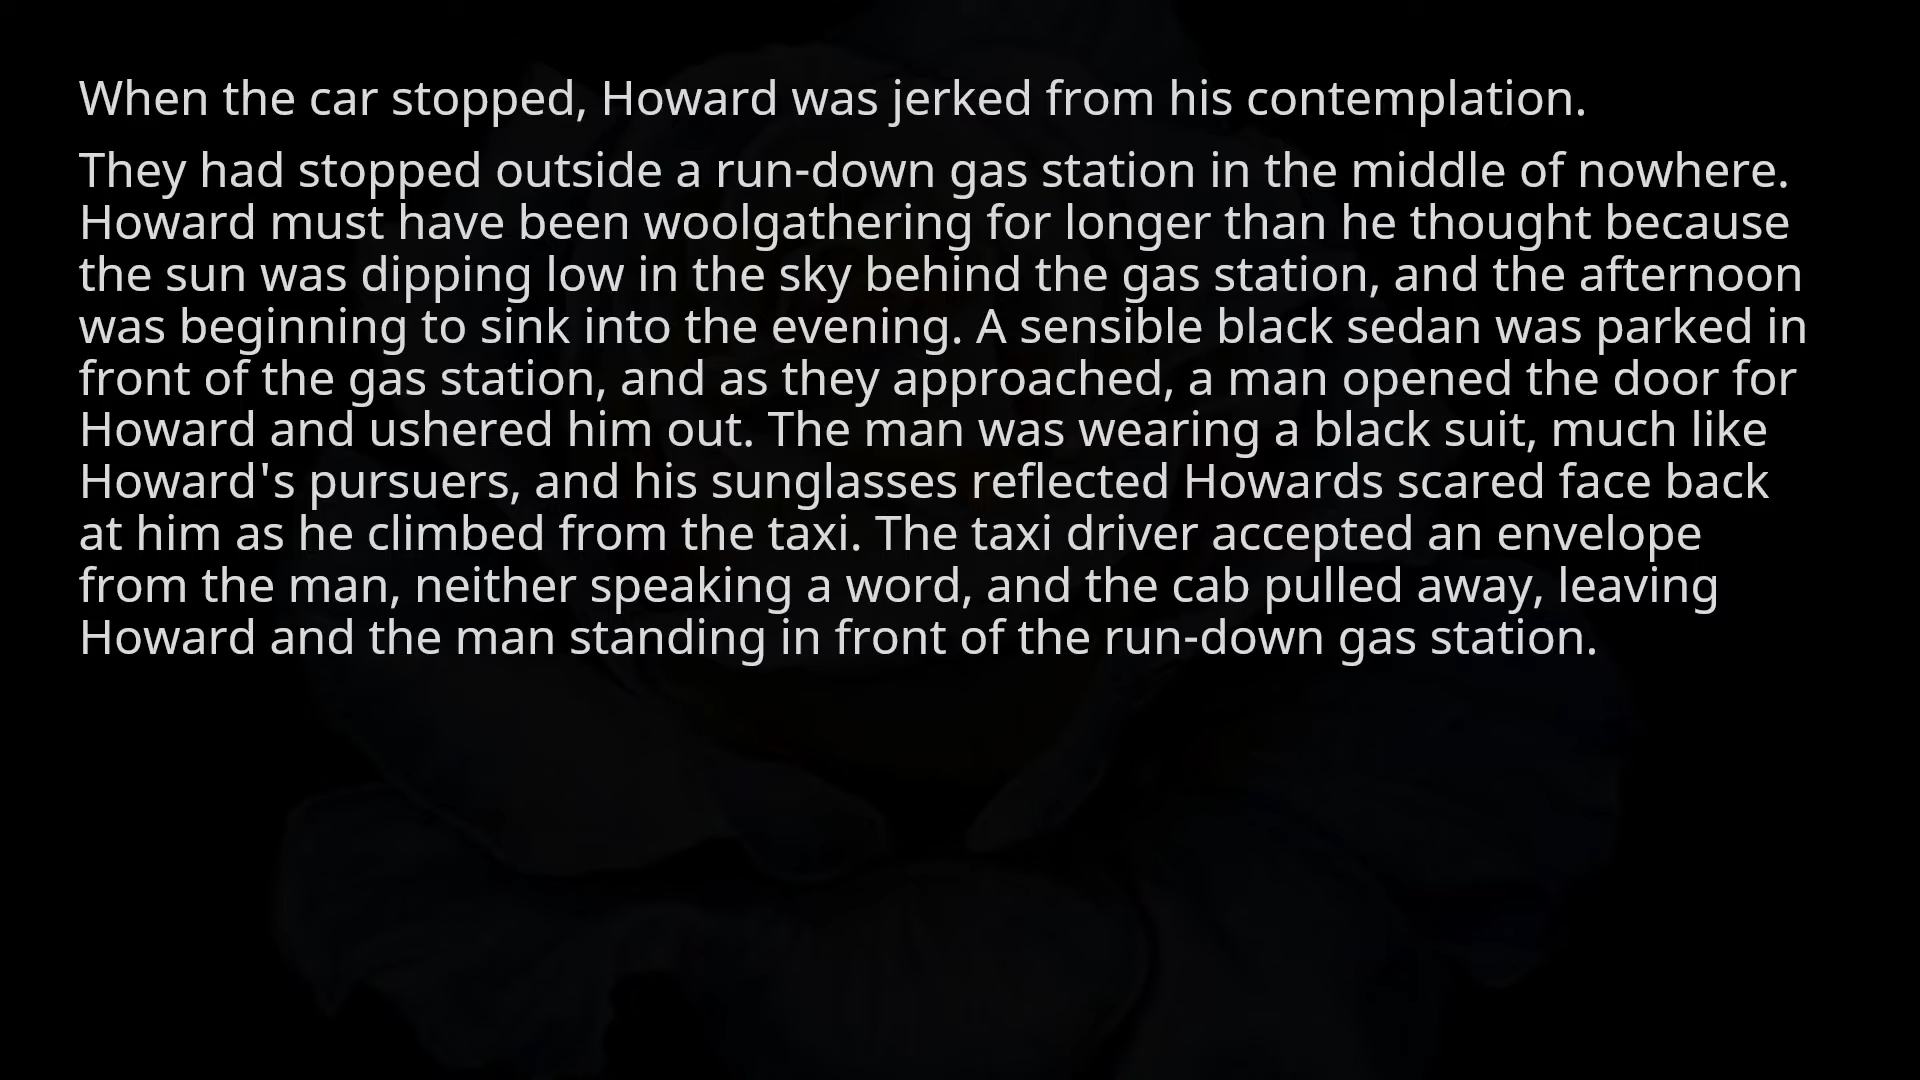 When the car stopped, Howard was jerked from his contemplation.
They had stopped outside a run-down gas station in the middle of nowhere.
Howard must have been woolgathering for longer than he thought because
the sun was dipping low in the sky behind the gas station, and the afternoon
was beginning to sink into the evening. A sensible black sedan was parked in
front of the gas station, and as they approached, a man opened the door for
Howard and ushered him out. The man was wearing a black suit, much like
Howard's pursuers, and his sunglasses reflected Howards scared face back
at him as he climbed from the taxi. The taxi driver accepted an envelope
from the man, neither speaking a word, and the cab pulled away, leaving
Howard and the man standing in front of the run-down gas station.